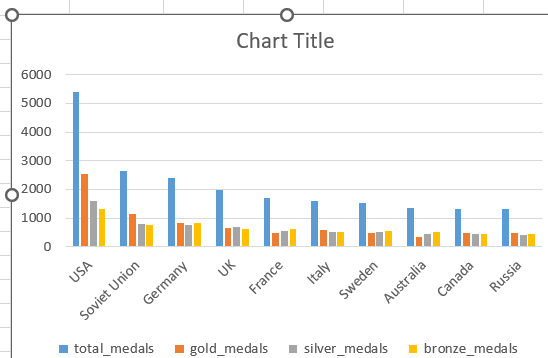 Chart Title
6000
5000
4000
3000
2000
1000
0
USA
Soviet Union
Germany
UK
France
Italy
Sweden
Australia
Canada
Russia
total_medals gold_medals silver_medals bronze_medals